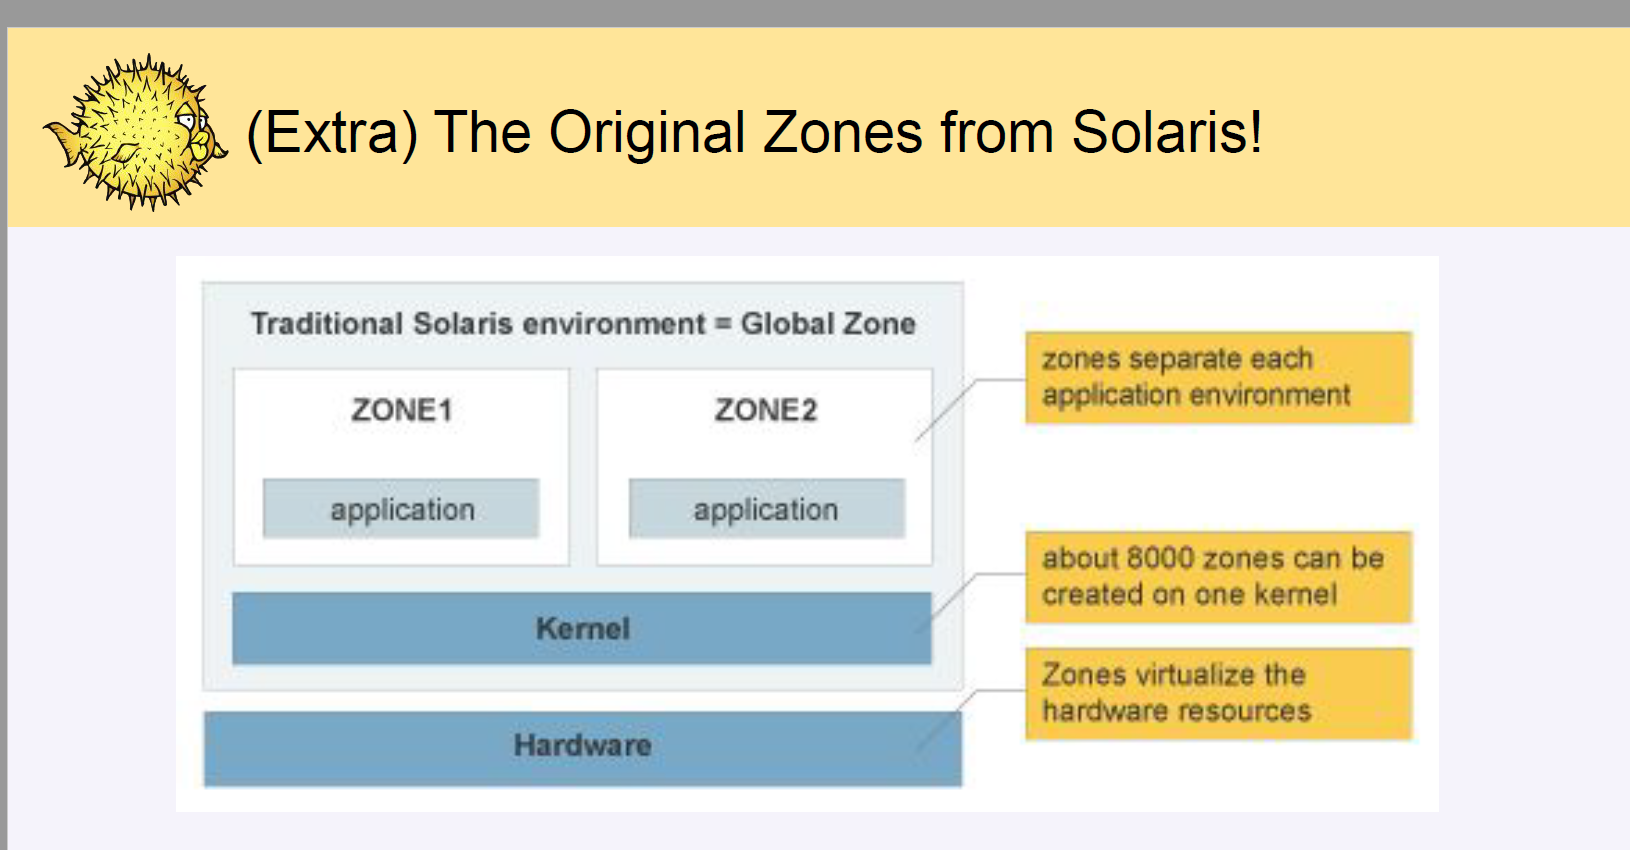 (Extra) The Original Zones from Solaris!
Traditional Solaris environment = Global Zone
ZONE1
ZONE2
application
application
Kernel
Hardware
zones separate each
application environment
about 8000 zones can be
created on one kernel
Zones virtualize the
hardware resources